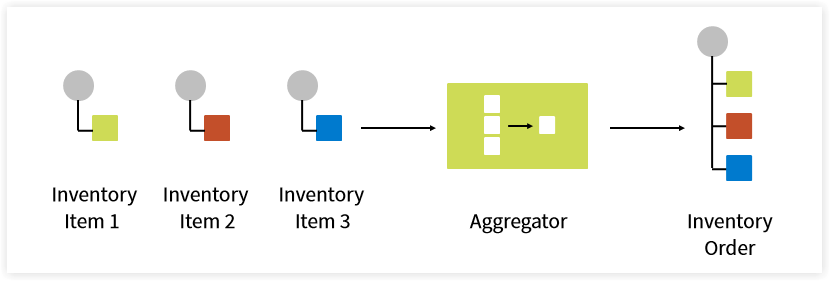 Inventory
Item 1
Inventory
Item 2
Inventory
Item 3
Aggregator
Inventory
Order